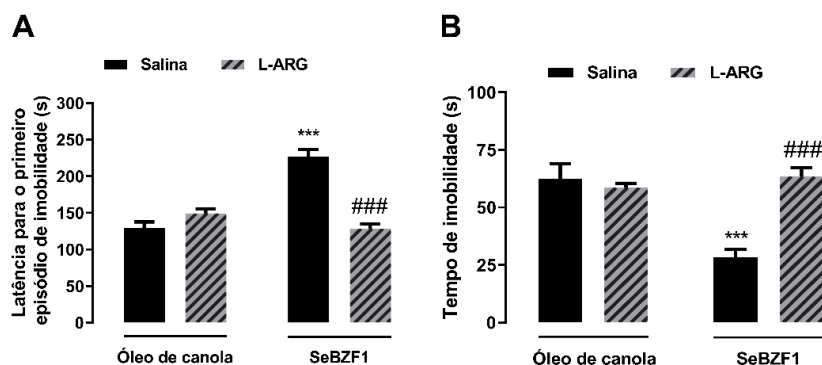 A
Salina L-ARG
Latência para o primeiro
episódio de imobilidade (s)
300
250
200
150
100
50
0
***
###
Óleo de canola SeBZF1
B
Salina L-ARG
Tempo de imobilidade (s)
100
75
50
25
0
***
###
Óleo de canola SeBZF1